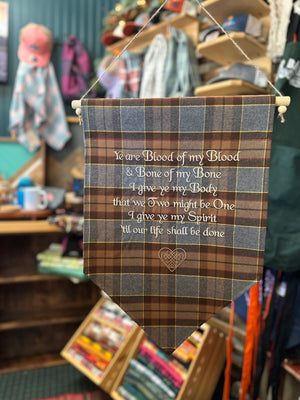 Ye are Blood of my Blood
& Bone of my Bone
I give ye my Body
that we Two might be One
I give ye my Spirit
'til our life shall be done